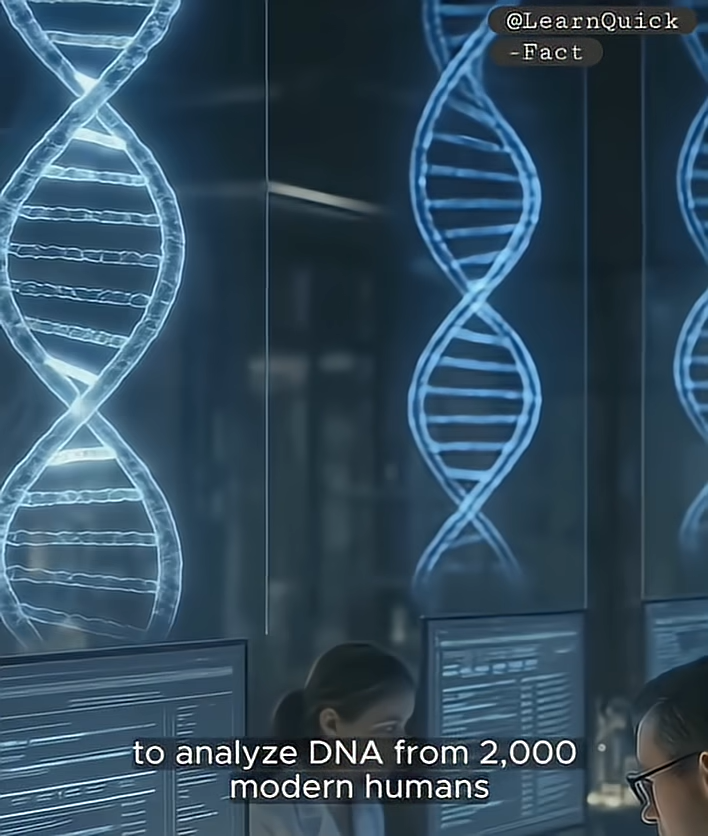 @LearnQuick
-Fact
to analyze DNA from 2,000
modern humans